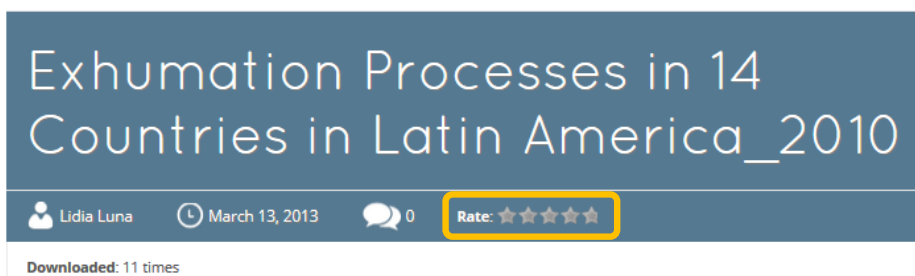 Exhumation Processes in 14
Countries in Latin America_2010
Lidia Luna March 13, 2013 0 Rate:
Downloaded: 11 times